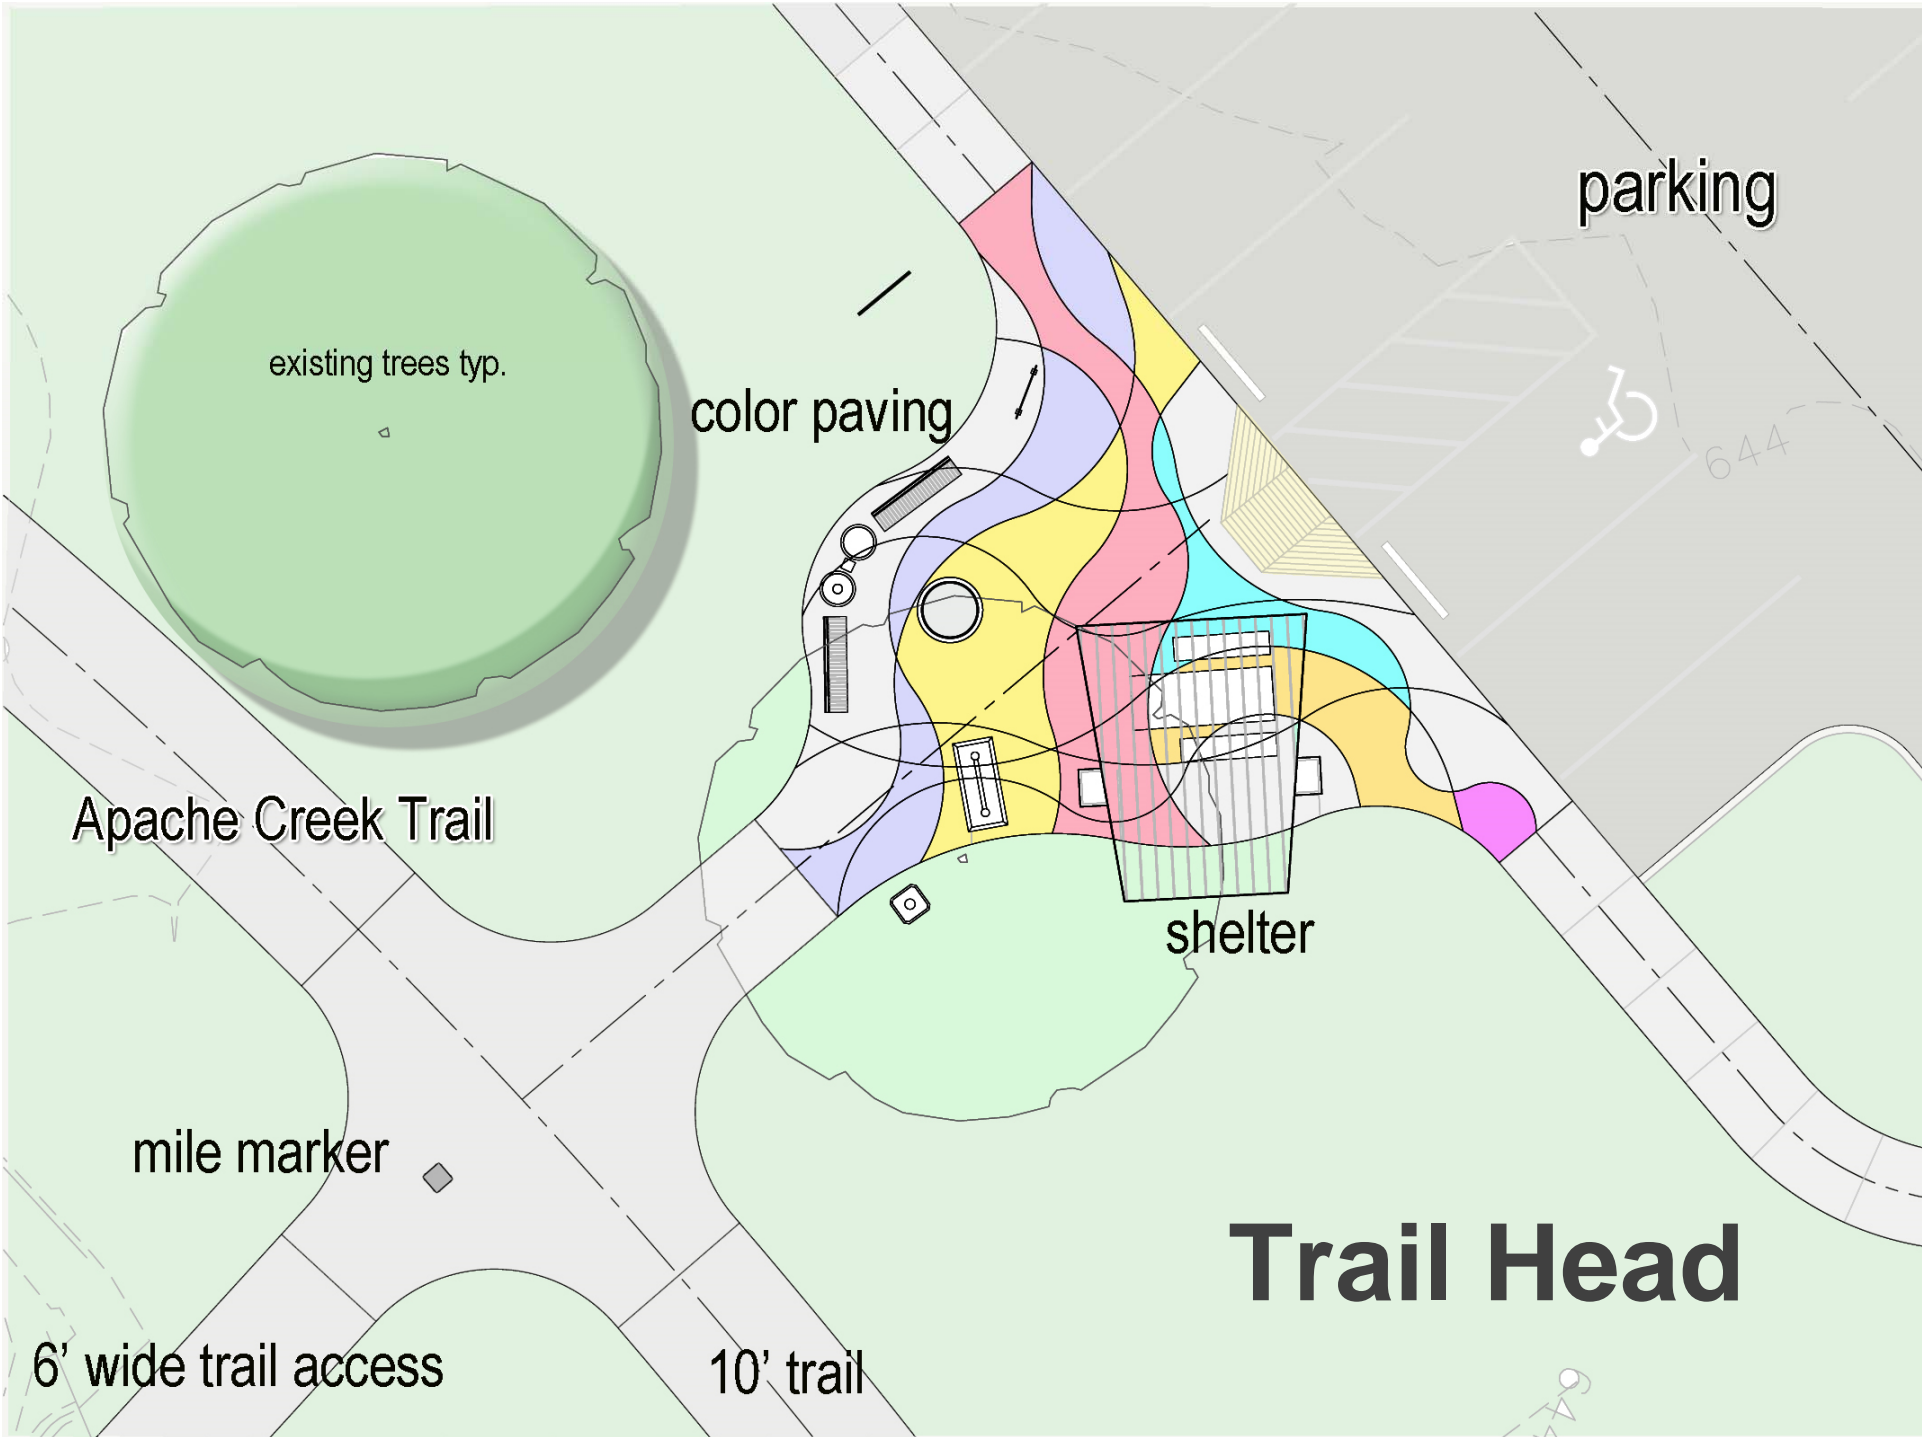 parking
existing trees typ.
color paving
644
Apache Creek Trail
shelter
mile marker
Trail Head
6’ wide trail access
10’ trail